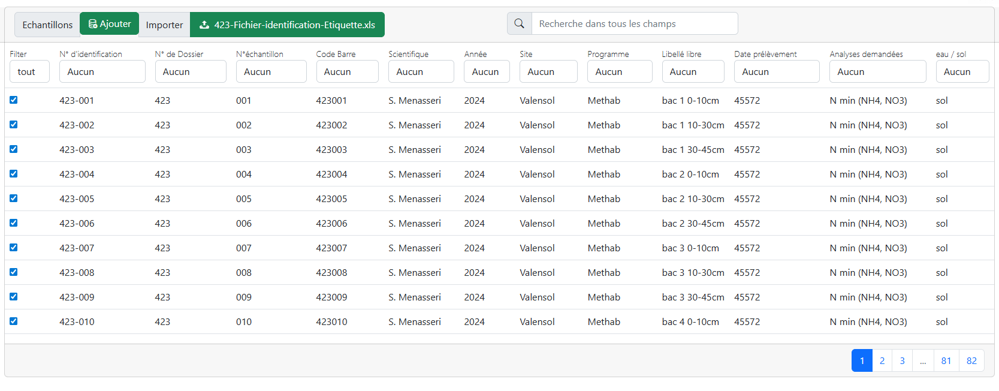 Echantillons Ajouter Importer 423-Fichier-identification-Etiquette.xls Recherche dans tous les champs
Filter N° d'identification N° de Dossier N°échantillon Code Barre Scientifique Année Site Programme Libellé libre Date prélèvement Analyses demandées eau / sol
tout Aucun Aucun Aucun Aucun Aucun Aucun Aucun Aucun Aucun Aucun Aucun Aucun
423-001 423 001 423001 S. Menasseri 2024 Valensol Methab bac 1 0-10cm 45572 N min (NH4, NO3) sol
423-002 423 002 423002 S. Menasseri 2024 Valensol Methab bac 1 10-30cm 45572 N min (NH4, NO3) sol
423-003 423 003 423003 S. Menasseri 2024 Valensol Methab bac 1 30-45cm 45572 N min (NH4, NO3) sol
423-004 423 004 423004 S. Menasseri 2024 Valensol Methab bac 2 0-10cm 45572 N min (NH4, NO3) sol
423-005 423 005 423005 S. Menasseri 2024 Valensol Methab bac 2 10-30cm 45572 N min (NH4, NO3) sol
423-006 423 006 423006 S. Menasseri 2024 Valensol Methab bac 2 30-45cm 45572 N min (NH4, NO3) sol
423-007 423 007 423007 S. Menasseri 2024 Valensol Methab bac 3 0-10cm 45572 N min (NH4, NO3) sol
423-008 423 008 423008 S. Menasseri 2024 Valensol Methab bac 3 10-30cm 45572 N min (NH4, NO3) sol
423-009 423 009 423009 S. Menasseri 2024 Valensol Methab bac 3 30-45cm 45572 N min (NH4, NO3) sol
423-010 423 010 423010 S. Menasseri 2024 Valensol Methab bac 4 0-10cm 45572 N min (NH4, NO3) sol
1 2 3 ... 81 82